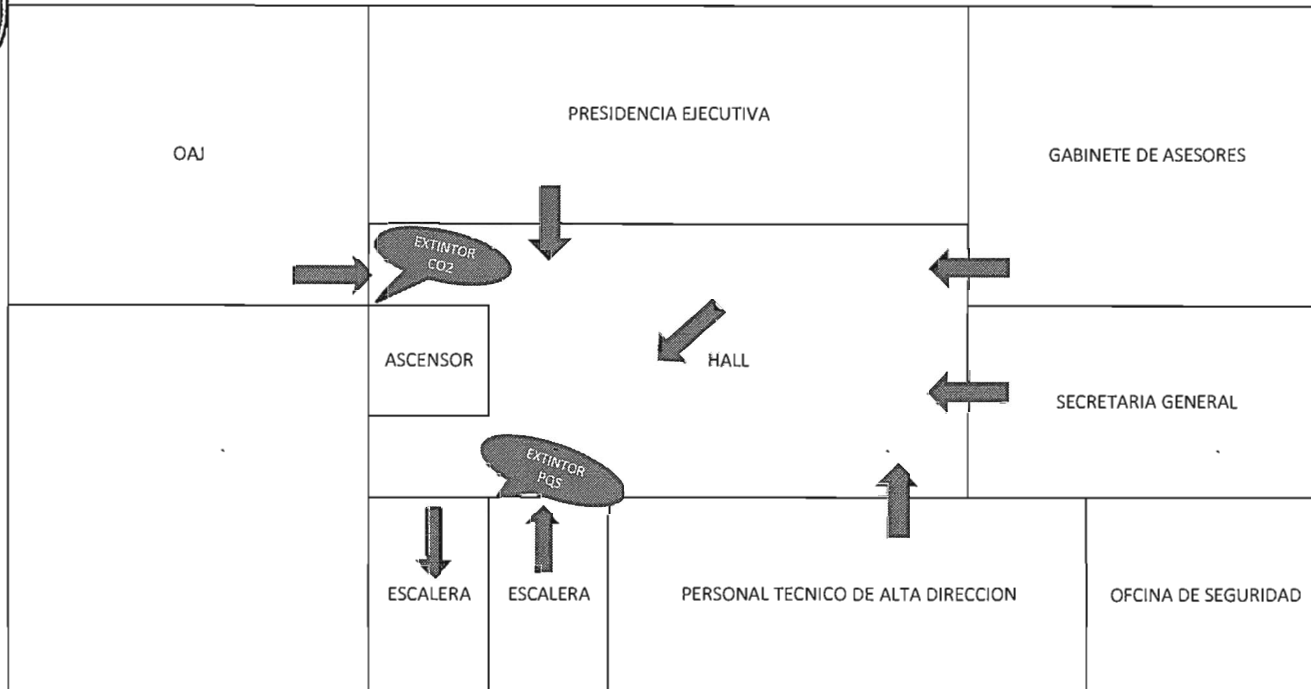 PRESIDENCIA EJECUTIVA
OAJ
GABINETE DE ASESORES
EXTINTOR
CO2
ASCENSOR
HALL
SECRETARIA GENERAL
EXTINTOR
PQS
ESCALERA
ESCALERA
PERSONAL TECNICO DE ALTA DIRECCION
OFCINA DE SEGURIDAD